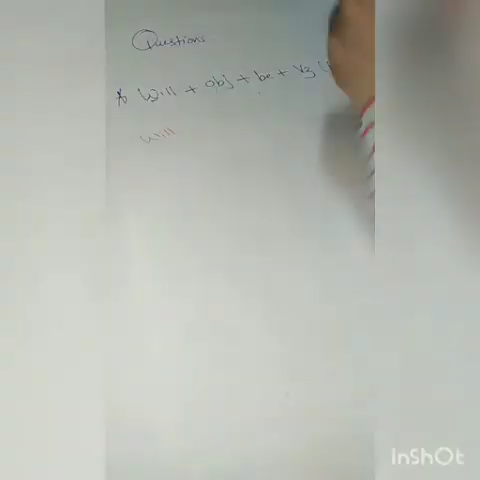 Questions
* Will + obj + be + V3 (
will
InShOt